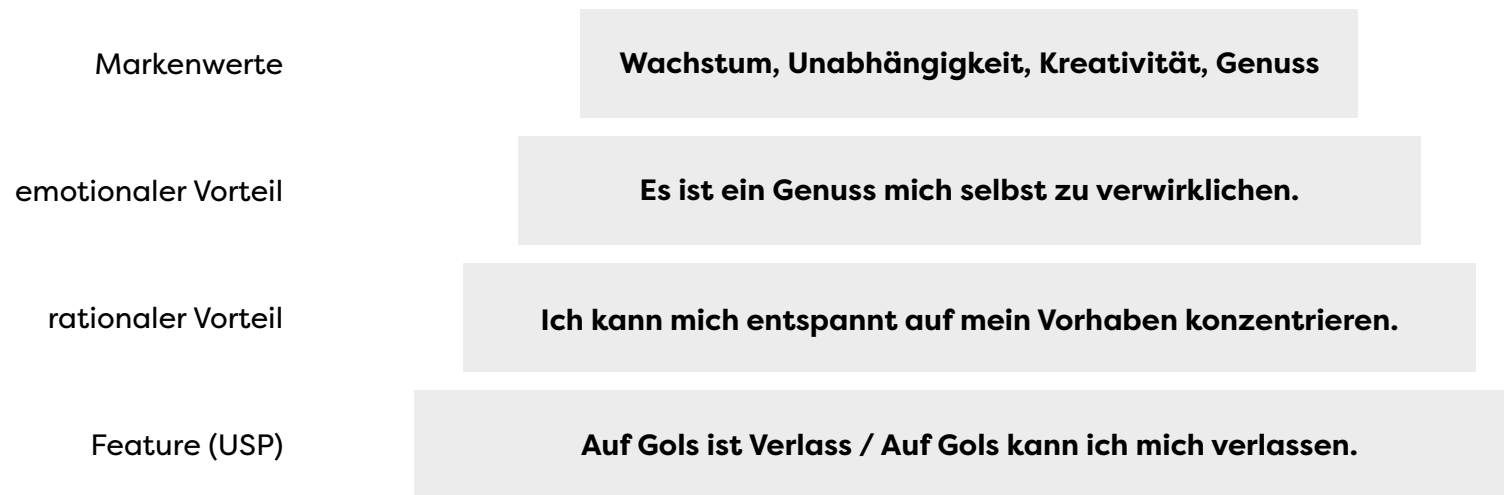 Markenwerte
Wachstum, Unabhängigkeit, Kreativität, Genuss
emotionaler Vorteil
Es ist ein Genuss mich selbst zu verwirklichen.
rationaler Vorteil
Ich kann mich entspannt auf mein Vorhaben konzentrieren.
Feature (USP)
Auf Gols ist Verlass / Auf Gols kann ich mich verlassen.